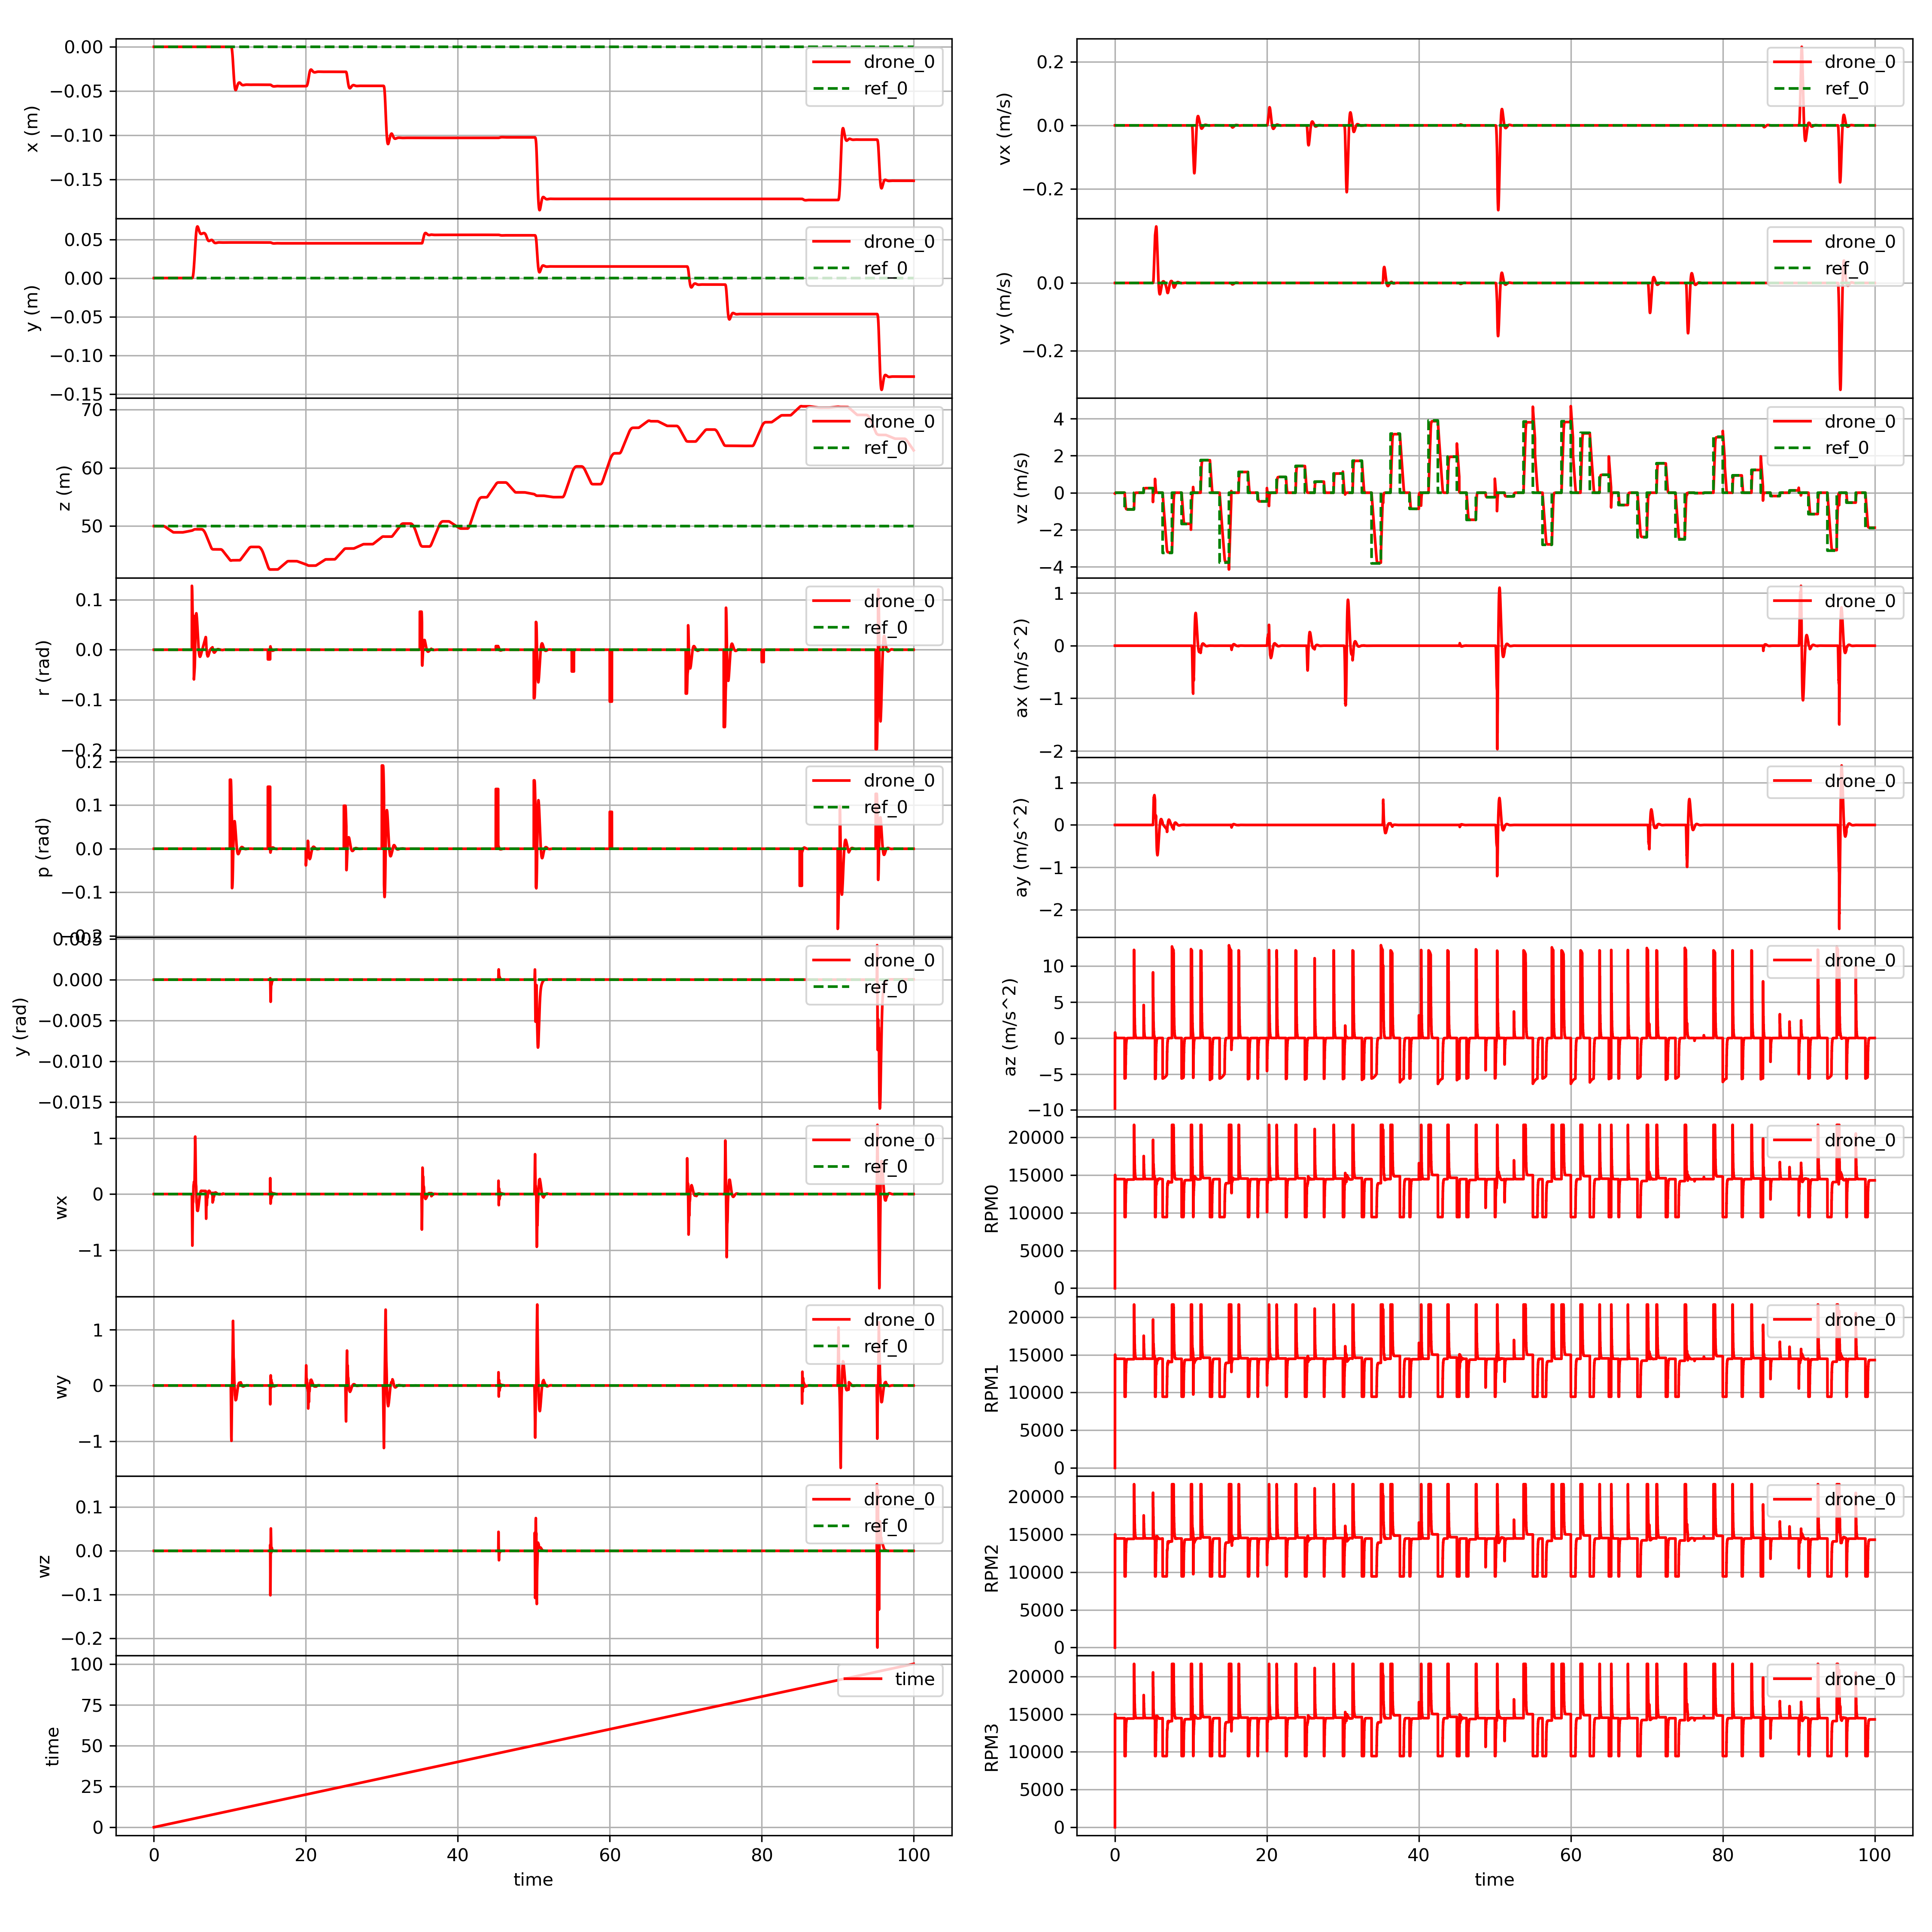 0.00
−0.05
−0.10
−0.15
x (m)
drone_0
ref_0
0.05
0.00
−0.05
−0.10
−0.15
y (m)
drone_0
ref_0
70
60
50
z (m)
drone_0
ref_0
0.1
0.0
−0.1
−0.2
r (rad)
drone_0
ref_0
0.2
0.1
0.0
−0.1
−0.2
p (rad)
drone_0
ref_0
0.005
0.000
−0.005
−0.010
−0.015
y (rad)
drone_0
ref_0
1
0
−1
wx
drone_0
ref_0
1
0
−1
wy
drone_0
ref_0
0.1
0.0
−0.1
−0.2
wz
drone_0
ref_0
100
75
50
25
0
time
time
0 20 40 60 80 100
time
0.2
0.0
−0.2
vx (m/s)
drone_0
ref_0
0.0
−0.2
vy (m/s)
drone_0
ref_0
4
2
0
−2
−4
vz (m/s)
drone_0
ref_0
1
0
−1
−2
ax (m/s^2)
drone_0
1
0
−1
−2
ay (m/s^2)
drone_0
10
5
0
−5
−10
az (m/s^2)
drone_0
20000
15000
10000
5000
0
RPM0
drone_0
20000
15000
10000
5000
0
RPM1
drone_0
20000
15000
10000
5000
0
RPM2
drone_0
20000
15000
10000
5000
0
RPM3
drone_0
0 20 40 60 80 100
time